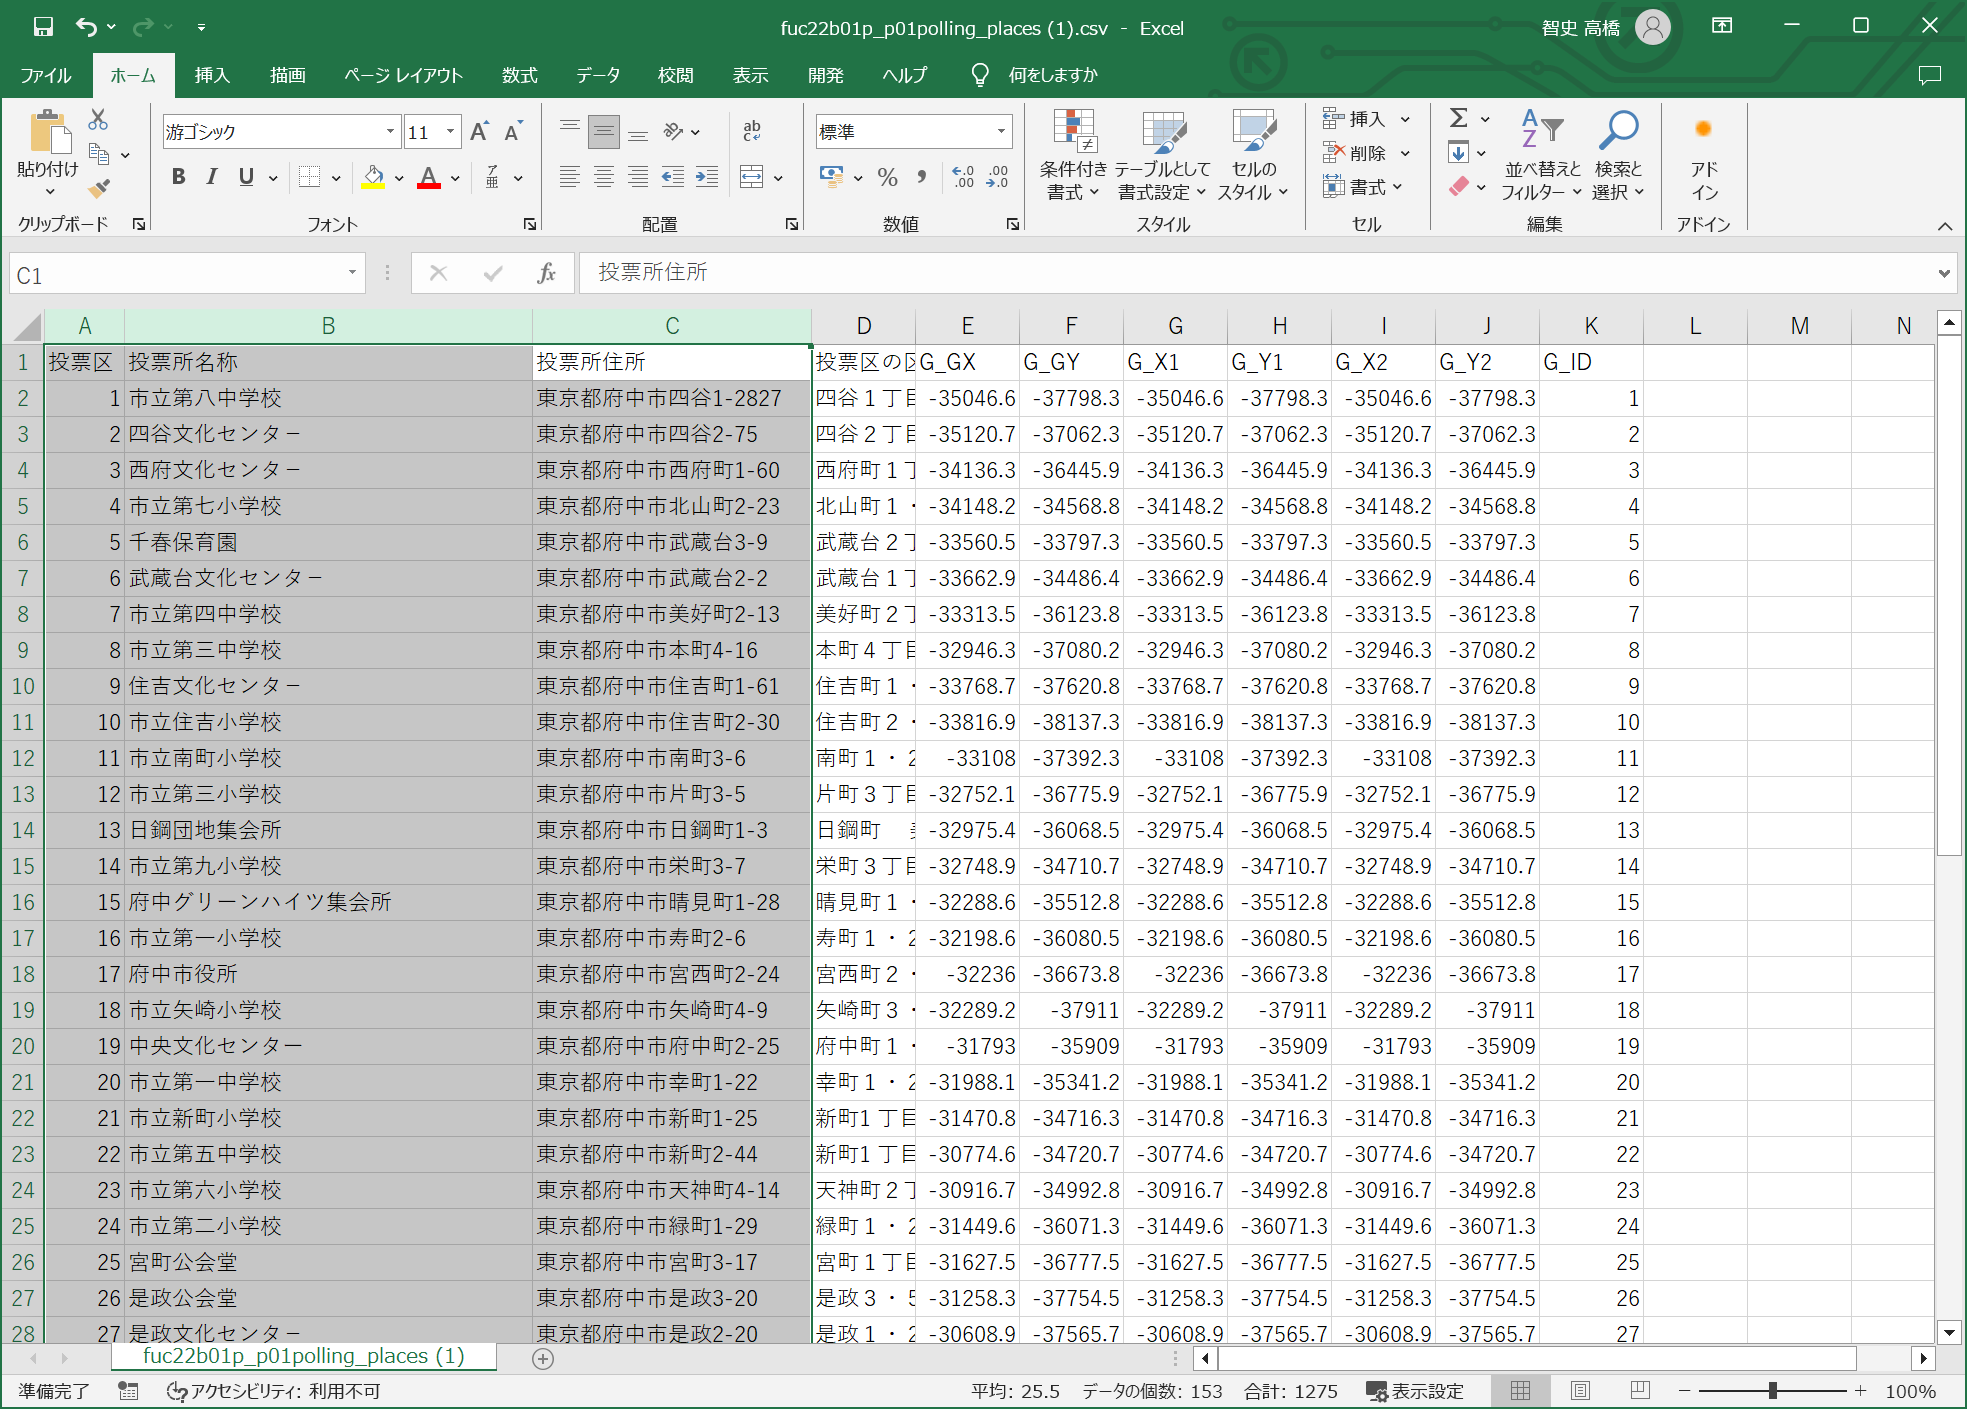 fuc22b01p_p01polling_places (1).csv - Excel
智史 高橋
ファイル ホーム 挿入 描画 ページ レイアウト 数式 データ 校閲 表示 開発 ヘルプ 何をしますか
貼り付け
クリップボード
游ゴシック 11
B I U
フォント
配置
標準
数値
条件付き書式
テーブルとして書式設定
セルのスタイル
スタイル
挿入
削除
書式
セル
並べ替えとフィルター
検索と選択
編集
アドイン
アドイン
C1 fx 投票所住所
A B C D E F G H I J K L M N
1 投票区 投票所名称 投票所住所 投票区の区 G_GX G_GY G_X1 G_Y1 G_X2 G_Y2 G_ID
2 1 市立第八中学校 東京都府中市四谷1-2827 四谷１丁目 -35046.6 -37798.3 -35046.6 -37798.3 -35046.6 -37798.3 1
3 2 四谷文化センタ－ 東京都府中市四谷2-75 四谷２丁目 -35120.7 -37062.3 -35120.7 -37062.3 -35120.7 -37062.3 2
4 3 西府文化センタ－ 東京都府中市西府町1-60 西府町１丁 -34136.3 -36445.9 -34136.3 -36445.9 -34136.3 -36445.9 3
5 4 市立第七小学校 東京都府中市北山町2-23 北山町１・ -34148.2 -34568.8 -34148.2 -34568.8 -34148.2 -34568.8 4
6 5 千春保育園 東京都府中市武蔵台3-9 武蔵台２丁 -33560.5 -33797.3 -33560.5 -33797.3 -33560.5 -33797.3 5
7 6 武蔵台文化センタ－ 東京都府中市武蔵台2-2 武蔵台１丁 -33662.9 -34486.4 -33662.9 -34486.4 -33662.9 -34486.4 6
8 7 市立第四中学校 東京都府中市美好町2-13 美好町２丁 -33313.5 -36123.8 -33313.5 -36123.8 -33313.5 -36123.8 7
9 8 市立第三中学校 東京都府中市本町4-16 本町４丁目 -32946.3 -37080.2 -32946.3 -37080.2 -32946.3 -37080.2 8
10 9 住吉文化センタ－ 東京都府中市住吉町1-61 住吉町１・ -33768.7 -37620.8 -33768.7 -37620.8 -33768.7 -37620.8 9
11 10 市立住吉小学校 東京都府中市住吉町2-30 住吉町２・ -33816.9 -38137.3 -33816.9 -38137.3 -33816.9 -38137.3 10
12 11 市立南町小学校 東京都府中市南町3-6 南町１・２ -33108 -37392.3 -33108 -37392.3 -33108 -37392.3 11
13 12 市立第三小学校 東京都府中市片町3-5 片町３丁目 -32752.1 -36775.9 -32752.1 -36775.9 -32752.1 -36775.9 12
14 13 日鋼団地集会所 東京都府中市日鋼町1-3 日鋼町 -32975.4 -36068.5 -32975.4 -36068.5 -32975.4 -36068.5 13
15 14 市立第九小学校 東京都府中市栄町3-7 栄町３丁目 -32748.9 -34710.7 -32748.9 -34710.7 -32748.9 -34710.7 14
16 15 府中グリーンハイツ集会所 東京都府中市晴見町1-28 晴見町１・ -32288.6 -35512.8 -32288.6 -35512.8 -32288.6 -35512.8 15
17 16 市立第一小学校 東京都府中市寿町2-6 寿町１・２ -32198.6 -36080.5 -32198.6 -36080.5 -32198.6 -36080.5 16
18 17 府中市役所 東京都府中市宮西町2-24 宮西町２・ -32236 -36673.8 -32236 -36673.8 -32236 -36673.8 17
19 18 市立矢崎小学校 東京都府中市矢崎町4-9 矢崎町３・ -32289.2 -37911 -32289.2 -37911 -32289.2 -37911 18
20 19 中央文化センター 東京都府中市府中町2-25 府中町１・ -31793 -35909 -31793 -35909 -31793 -35909 19
21 20 市立第一中学校 東京都府中市幸町1-22 幸町１・２ -31988.1 -35341.2 -31988.1 -35341.2 -31988.1 -35341.2 20
22 21 市立新町小学校 東京都府中市新町1-25 新町1丁目 -31470.8 -34716.3 -31470.8 -34716.3 -31470.8 -34716.3 21
23 22 市立第五中学校 東京都府中市新町2-44 新町1丁目 -30774.6 -34720.7 -30774.6 -34720.7 -30774.6 -34720.7 22
24 23 市立第六小学校 東京都府中市天神町4-14 天神町２丁 -30916.7 -34992.8 -30916.7 -34992.8 -30916.7 -34992.8 23
25 24 市立第二小学校 東京都府中市緑町1-29 緑町１・２ -31449.6 -36071.3 -31449.6 -36071.3 -31449.6 -36071.3 24
26 25 宮町公会堂 東京都府中市宮町3-17 宮町１丁目 -31627.5 -36777.5 -31627.5 -36777.5 -31627.5 -36777.5 25
27 26 是政公会堂 東京都府中市是政3-20 是政３・５ -31258.3 -37754.5 -31258.3 -37754.5 -31258.3 -37754.5 26
28 27 是政文化センタ－ 東京都府中市是政2-20 是政１・２ -30608.9 -37565.7 -30608.9 -37565.7 -30608.9 -37565.7 27
fuc22b01p_p01polling_places (1)
準備完了 アクセシビリティ: 利用不可 平均: 25.5 データの個数: 153 合計: 1275 表示設定 100%